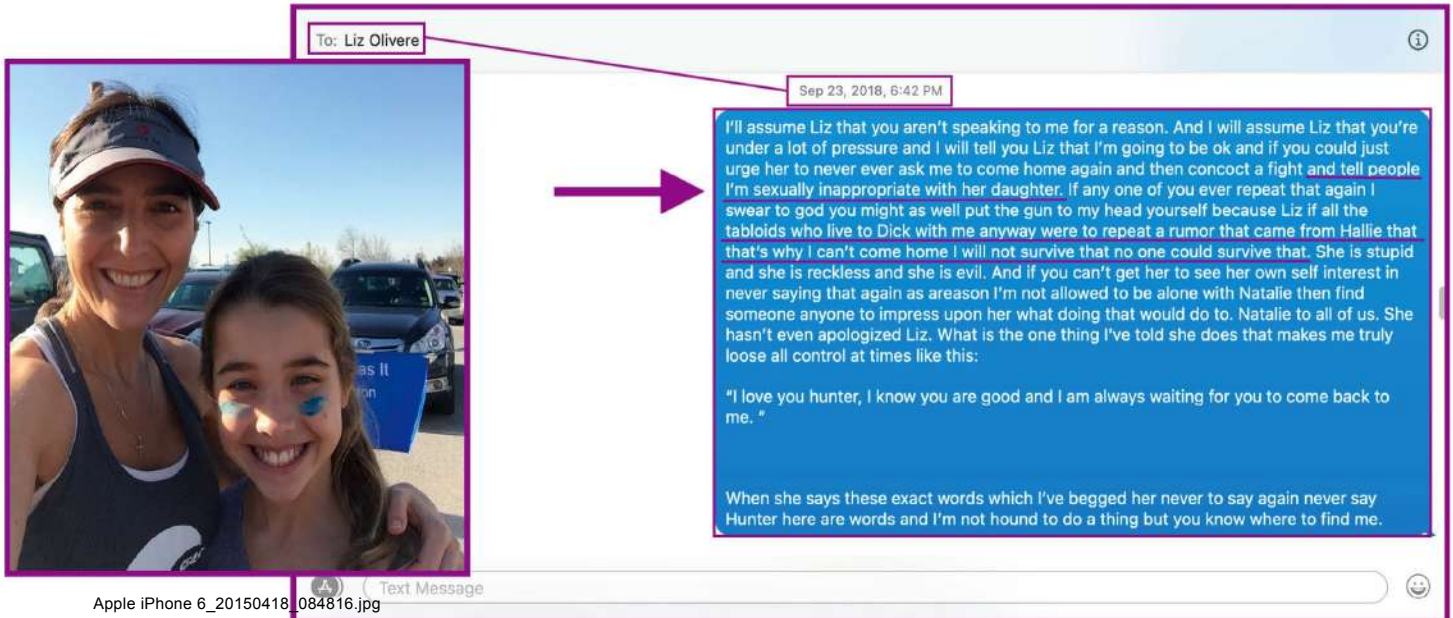 To: Liz Olivere
Sep 23, 2018, 6:42 PM
I'll assume Liz that you aren't speaking to me for a reason. And I will assume Liz that you're
under a lot of pressure and I will tell you Liz that I'm going to be ok and if you could just
urge her to never ever ask me to come home again and then concoct a fight and tell people
I'm sexually inappropriate with her daughter. If any one of you ever repeat that again I
swear to god you might as well put the gun to my head yourself because Liz if all the
tabloids who live to Dick with me anyway were to repeat a rumor that came from Hallie that
that's why I can't come home I will not survive that no one could survive that. She is stupid
and she is reckless and she is evil. And if you can't get her to see her own self interest in
never saying that again as areason I'm not allowed to be alone with Natalie then find
someone anyone to impress upon her what doing that would do to. Natalie to all of us. She
hasn't even apologized Liz. What is the one thing I've told she does that makes me truly
loose all control at times like this:
"I love you hunter, I know you are good and I am always waiting for you to come back to
me. "
When she says these exact words which I've begged her never to say again never say
Hunter here are words and I'm not hound to do a thing but you know where to find me.
as It
Text Message
Apple iPhone 6_20150418_084816.jpg